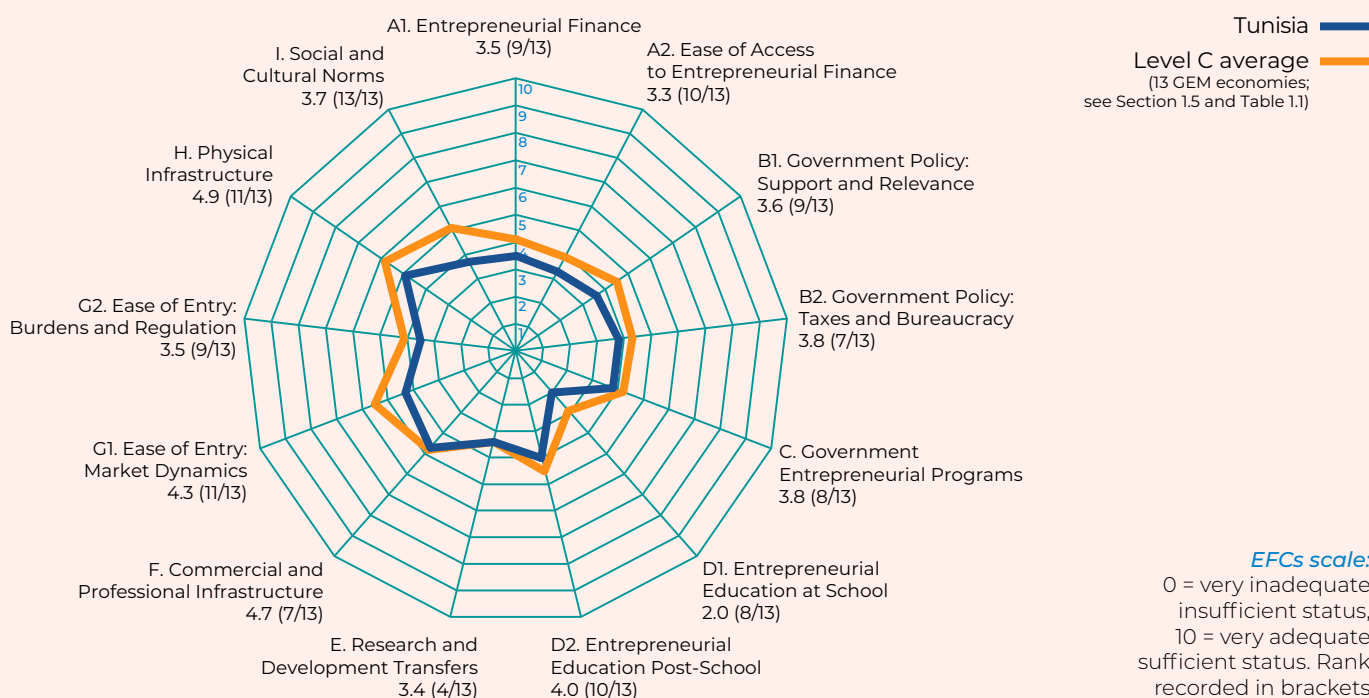 A1. Entrepreneurial Finance
3.5 (9/13)
A2. Ease of Access
to Entrepreneurial Finance
3.3 (10/13)
B1. Government Policy:
Support and Relevance
3.6 (9/13)
B2. Government Policy:
Taxes and Bureaucracy
3.8 (7/13)
C. Government
Entrepreneurial Programs
3.8 (8/13)
D1. Entrepreneurial
Education at School
2.0 (8/13)
D2. Entrepreneurial
Education Post-School
4.0 (10/13)
E. Research and
Development Transfers
3.4 (4/13)
F. Commercial and
Professional Infrastructure
4.7 (7/13)
G1. Ease of Entry:
Market Dynamics
4.3 (11/13)
G2. Ease of Entry:
Burdens and Regulation
3.5 (9/13)
H. Physical
Infrastructure
4.9 (11/13)
I. Social and
Cultural Norms
3.7 (13/13)
10
9
8
7
6
5
4
3
2
1
Tunisia
Level C average
(13 GEM economies;
see Section 1.5 and Table 1.1)
EFCs scale:
0 = very inadequate
insufficient status,
10 = very adequate
sufficient status. Rank
recorded in brackets